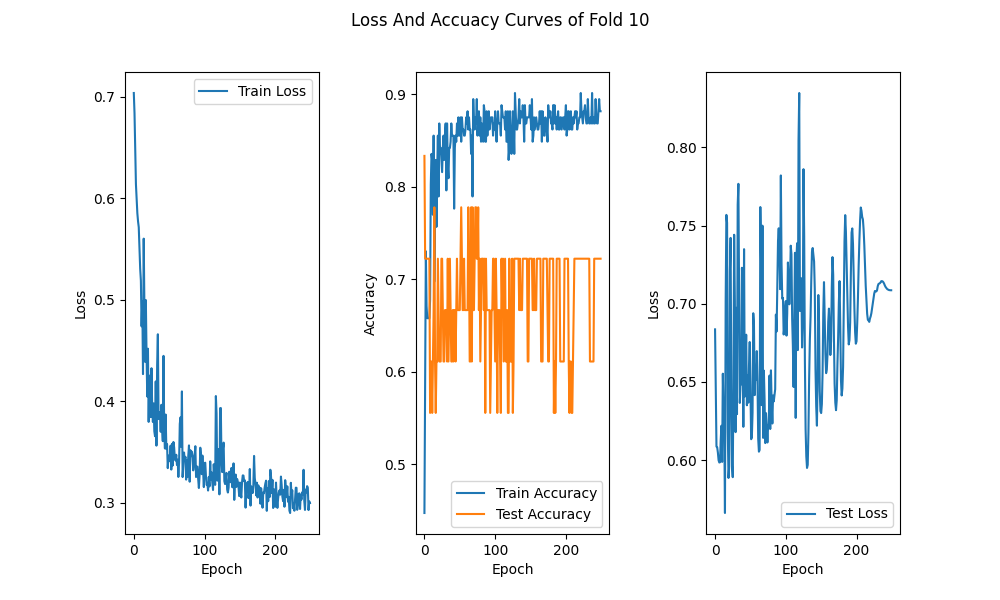 Loss And Accuacy Curves of Fold 10
Train Loss
0.7
0.6
0.5
0.4
0.3
0
100
200
Epoch
Loss
0.9
0.8
0.7
0.6
0.5
Train Accuracy
Test Accuracy
0
100
200
Epoch
Accuracy
0.80
0.75
0.70
0.65
0.60
Test Loss
0
100
200
Epoch
Loss